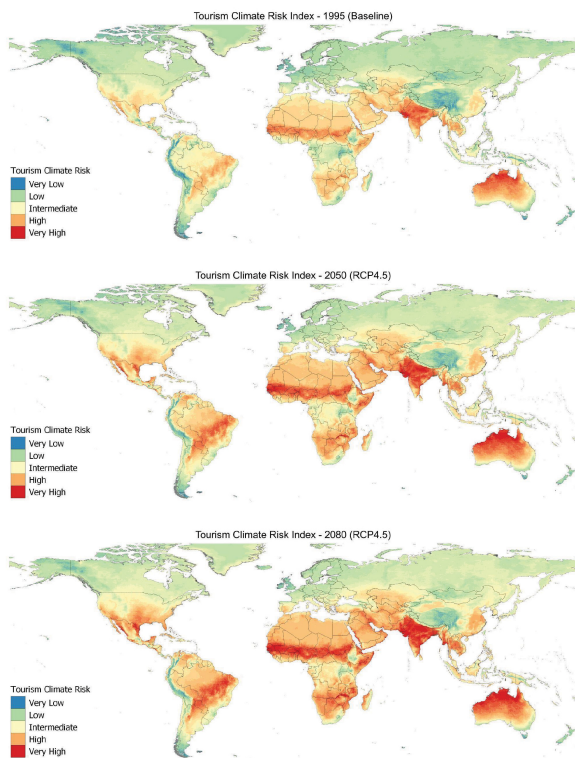 Tourism Climate Risk Index - 1995 (Baseline)
Tourism Climate Risk
Very Low
Low
Intermediate
High
Very High
Tourism Climate Risk Index - 2050 (RCP4.5)
Tourism Climate Risk
Very Low
Low
Intermediate
High
Very High
Tourism Climate Risk Index - 2080 (RCP4.5)
Tourism Climate Risk
Very Low
Low
Intermediate
High
Very High